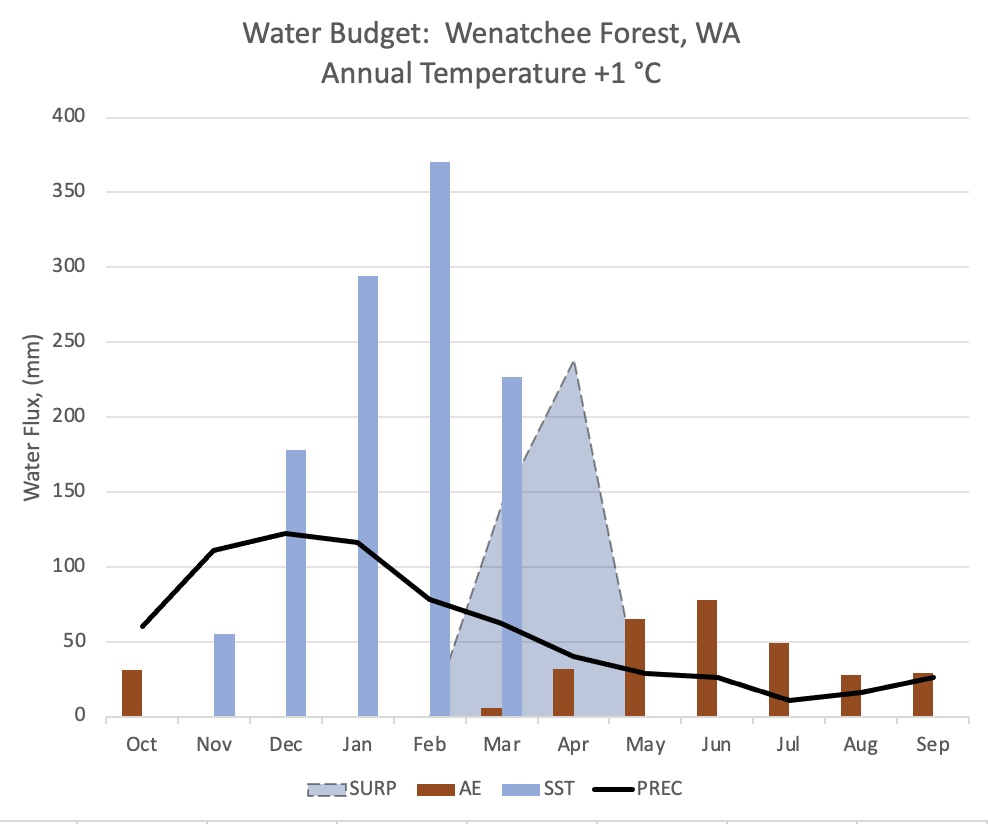 Water Budget:  Wenatchee Forest, WA
Annual Temperature +1 °C
400
350
300
250
200
150
100
50
0
Water Flux, (mm)
Oct Nov Dec Jan Feb Mar Apr May Jun Jul Aug Sep
SURP AE SST PREC